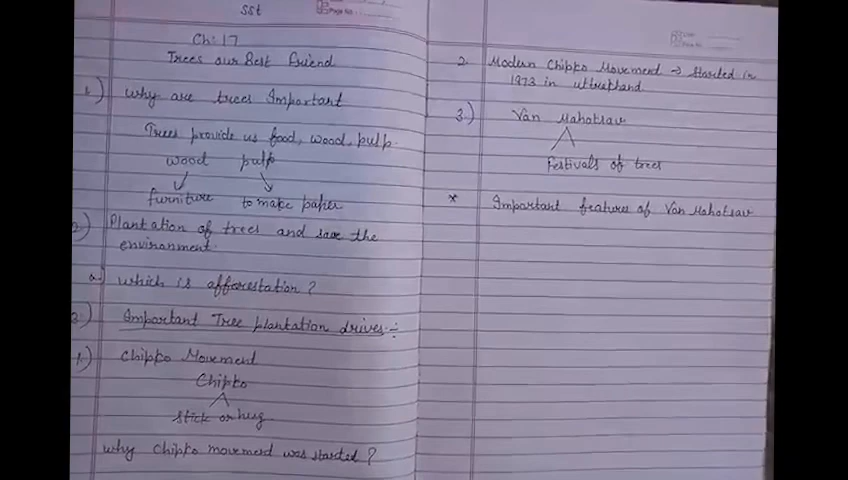 sst
Ch:17
Trees our Best Friend
1.) why are trees Important
Trees provide us food, wood, pulp.
wood pulp
furniture to make paper
2.) Plantation of trees and save the
environment.
a) which is afforestation?
3.) Important Tree plantation drives:-
1.) Chipko Movement
Chipko
stick or hug
why Chipko movement was started?
Page No
2. Modern Chipko Movement → Started in
1973 in uttrakhand
3.) Van Mahotsav
Festivals of trees
* Important features of Van Mahotsav